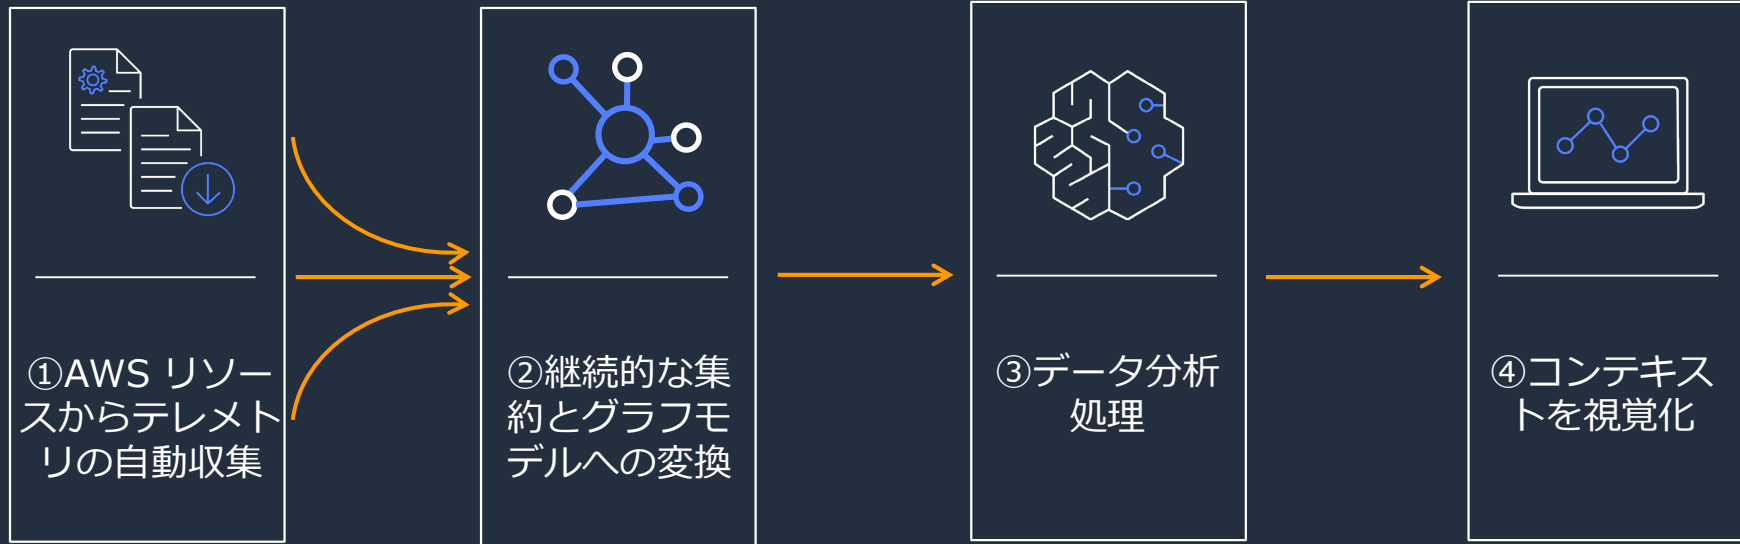 ①AWS リソー
スからテレメト
リの自動収集
②継続的な集
約とグラフモ
デルへの変換
③データ分析
処理
④コンテキス
トを視覚化